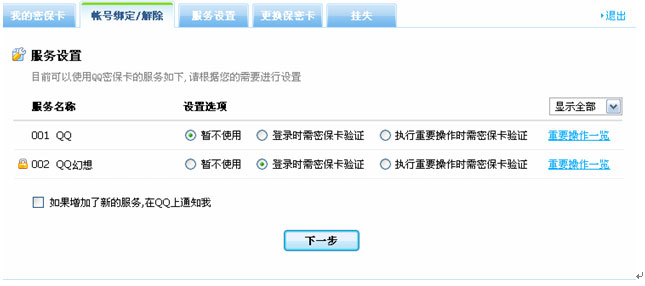 我的密保卡 帐号绑定/解除 服务设置 更换保密卡 挂失 退出
服务设置
目前可以使用QQ密保卡的服务如下,请根据您的需要进行设置
服务名称 设置选项 显示全部
001 QQ 暂不使用 登录时需密保卡验证 执行重要操作时需密保卡验证 重要操作一览
002 QQ幻想 暂不使用 登录时需密保卡验证 执行重要操作时需密保卡验证 重要操作一览
如果增加了新的服务,在QQ上通知我
下一步